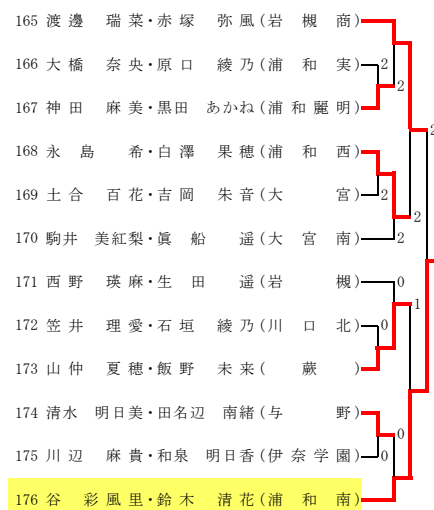 165 渡邊 瑞菜・赤塚 弥風(岩槻商)
166 大橋 奈央・原口 綾乃(浦和実)
2
2
167 神田 麻美・黒田 あかね(浦和麗明)
2
168 永島 希・白澤 果穂(浦和西)
169 土合 百花・吉岡 朱音(大宮)
2
2
170 駒井 美紅梨・眞船 遥(大宮南)
2
171 西野 瑛麻・生田 遥(岩槻)
0
1
172 笠井 理愛・石垣 綾乃(川口北)
0
173 山仲 夏穂・飯野 未来(蕨)
174 清水 明日美・田名辺 南緒(与野)
0
175 川辺 麻貴・和泉 明日香(伊奈学園)
0
176 谷 彩風里・鈴木 清花(浦和南)